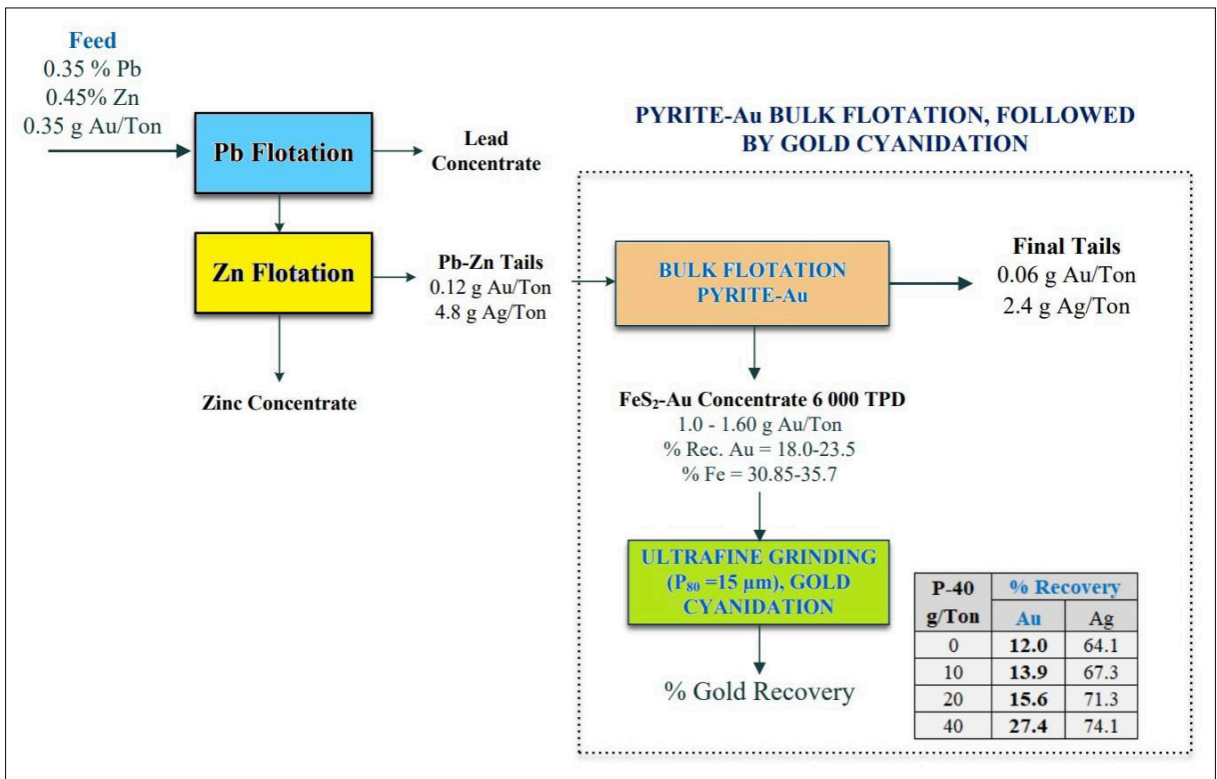 Feed
0.35 % Pb
0.45% Zn
0.35 g Au/Ton
Pb Flotation
Lead
Concentrate
Zn Flotation
Pb-Zn Tails
0.12 g Au/Ton
4.8 g Ag/Ton
Zinc Concentrate
PYRITE-Au BULK FLOTATION, FOLLOWED
BY GOLD CYANIDATION
BULK FLOTATION
PYRITE-Au
Final Tails
0.06 g Au/Ton
2.4 g Ag/Ton
FeS₂-Au Concentrate 6 000 TPD
1.0 - 1.60 g Au/Ton
% Rec. Au = 18.0-23.5
% Fe = 30.85-35.7
ULTRAFINE GRINDING
(P₈₀ =15 µm), GOLD
CYANIDATION
% Gold Recovery
P-40 % Recovery
g/Ton Au Ag
0 12.0 64.1
10 13.9 67.3
20 15.6 71.3
40 27.4 74.1